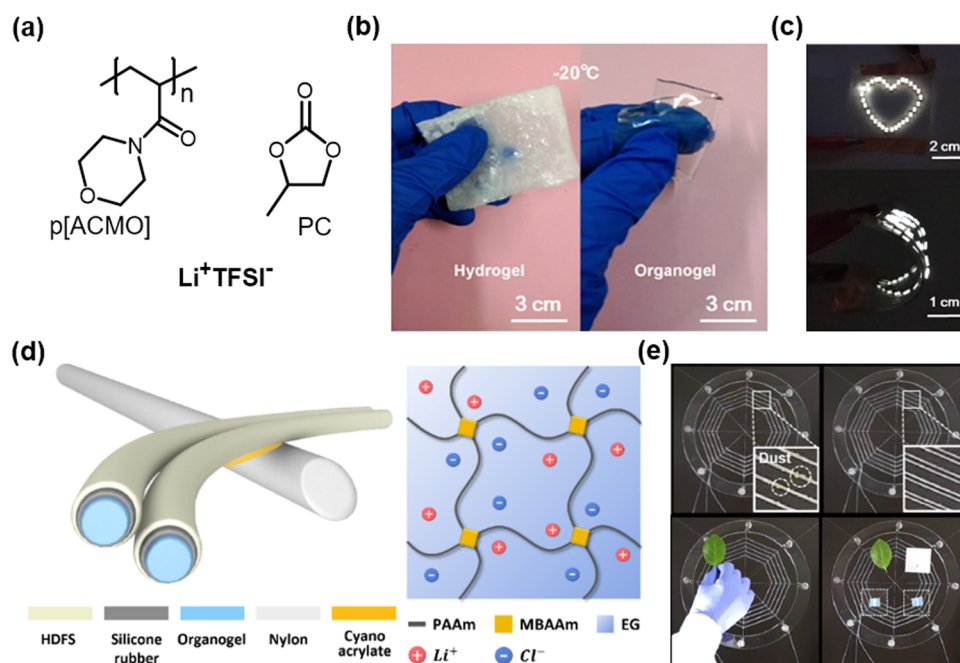 (a)
n
O
N
O
p[ACMO]
O
O
O
PC
Li⁺TFSI⁻
(b)
-20℃
Hydrogel
3 cm
Organogel
3 cm
(c)
2 cm
1 cm
(d)
HDFS
Silicone
rubber
Organogel
Nylon
Cyano
acrylate
+
−
PAAm
MBAAm
EG
+ Li⁺
− Cl⁻
(e)
Dust